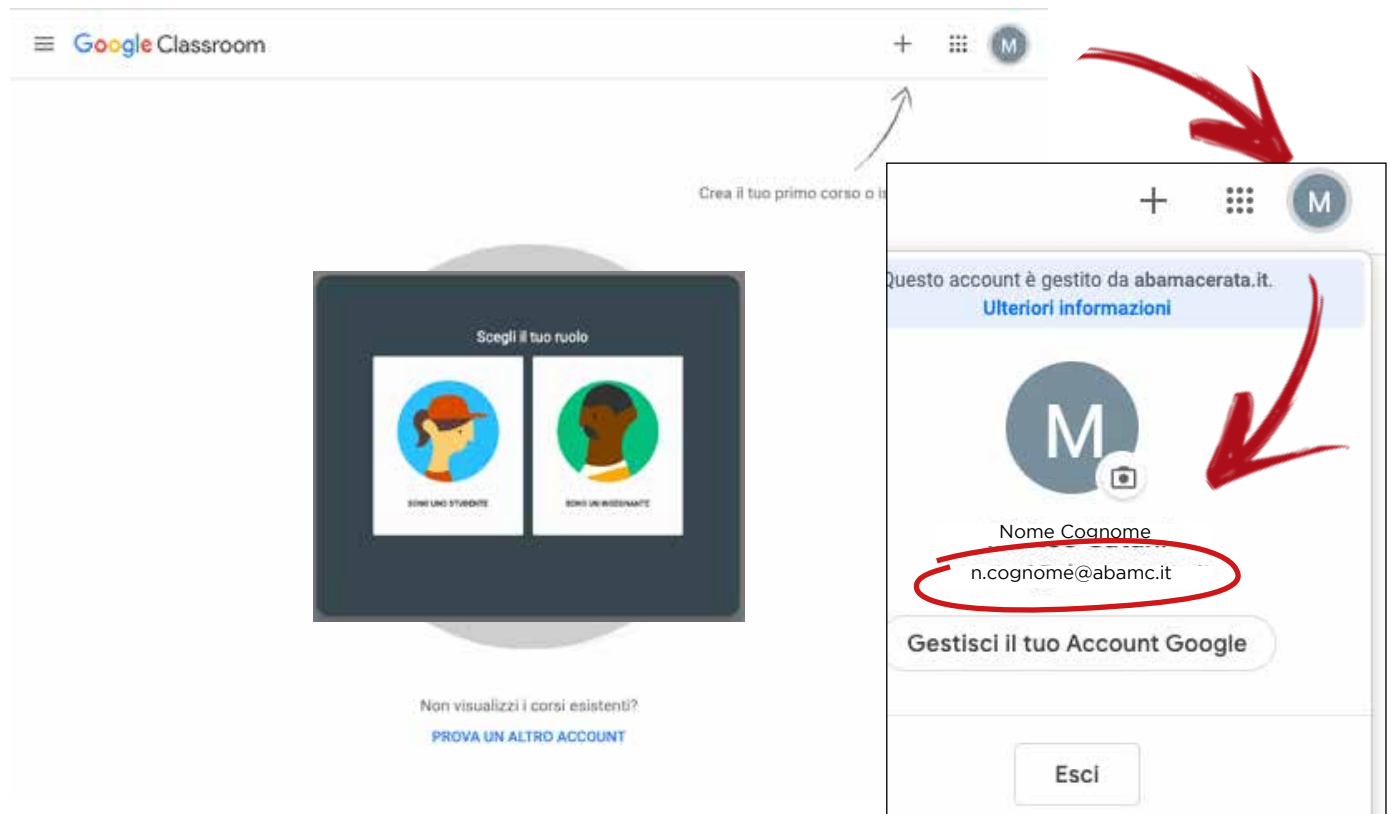 Google Classroom
M
Crea il tuo primo corso o
Scegli il tuo ruolo
SONO UNO STUDENTE
SONO UN INSEGNANTE
Non visualizzi i corsi esistenti?
PROVA UN ALTRO ACCOUNT
M
Questo account è gestito da abamacerata.it.
Ulteriori informazioni
M
Nome Cognome
n.cognome@abamc.it
Gestisci il tuo Account Google
Esci